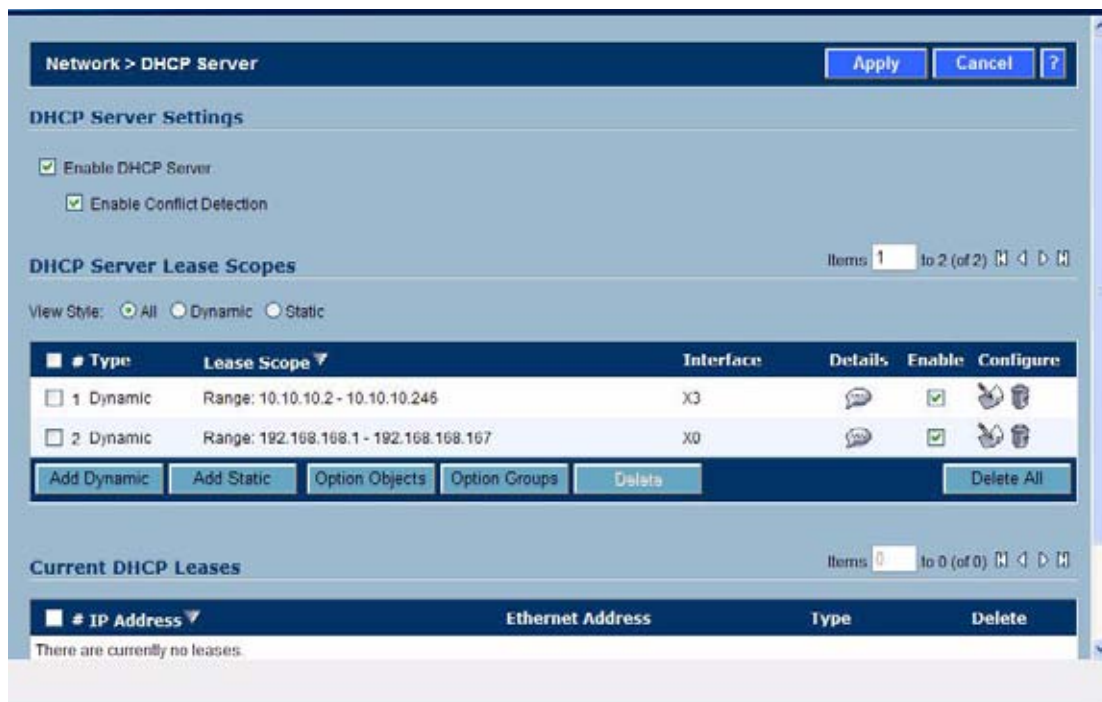 Network > DHCP Server
Apply Cancel ?
DHCP Server Settings
Enable DHCP Server
Enable Conflict Detection
DHCP Server Lease Scopes
Items 1 to 2 (of 2)
View Style: All Dynamic Static
# Type Lease Scope Interface Details Enable Configure
1 Dynamic Range: 10.10.10.2 - 10.10.10.246 X3
2 Dynamic Range: 192.168.168.1 - 192.168.168.167 X0
Add Dynamic Add Static Option Objects Option Groups Delete Delete All
Current DHCP Leases
Items 0 to 0 (of 0)
# IP Address Ethernet Address Type Delete
There are currently no leases.